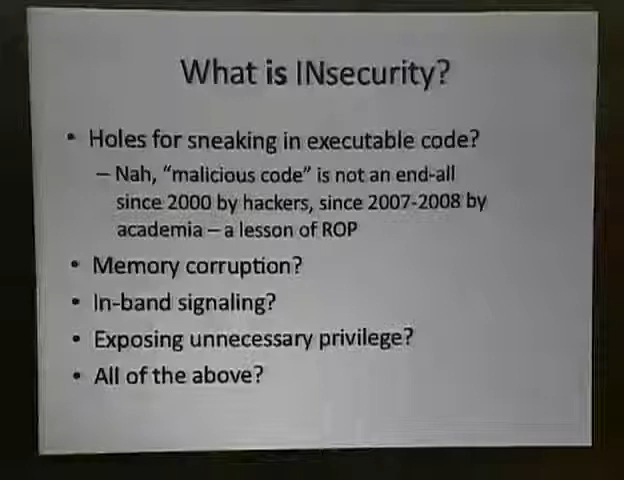 What is INsecurity?
• Holes for sneaking in executable code?
– Nah, “malicious code” is not an end-all
since 2000 by hackers, since 2007-2008 by
academia – a lesson of ROP
• Memory corruption?
• In-band signaling?
• Exposing unnecessary privilege?
• All of the above?